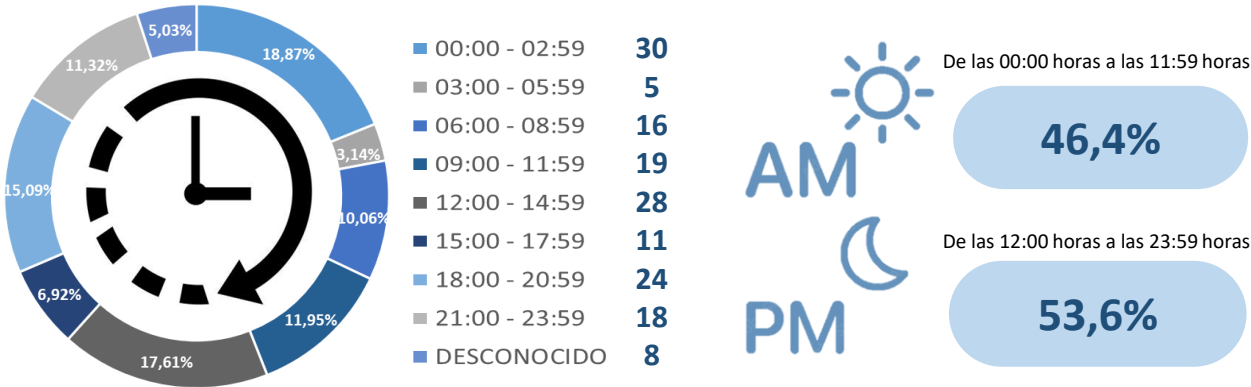 5,03%
18,87%
11,32%
3,14%
15,09%
10,06%
6,92%
11,95%
17,61%
00:00 - 02:59 30
03:00 - 05:59 5
06:00 - 08:59 16
09:00 - 11:59 19
12:00 - 14:59 28
15:00 - 17:59 11
18:00 - 20:59 24
21:00 - 23:59 18
DESCONOCIDO 8
De las 00:00 horas a las 11:59 horas
AM
46,4%
De las 12:00 horas a las 23:59 horas
PM
53,6%